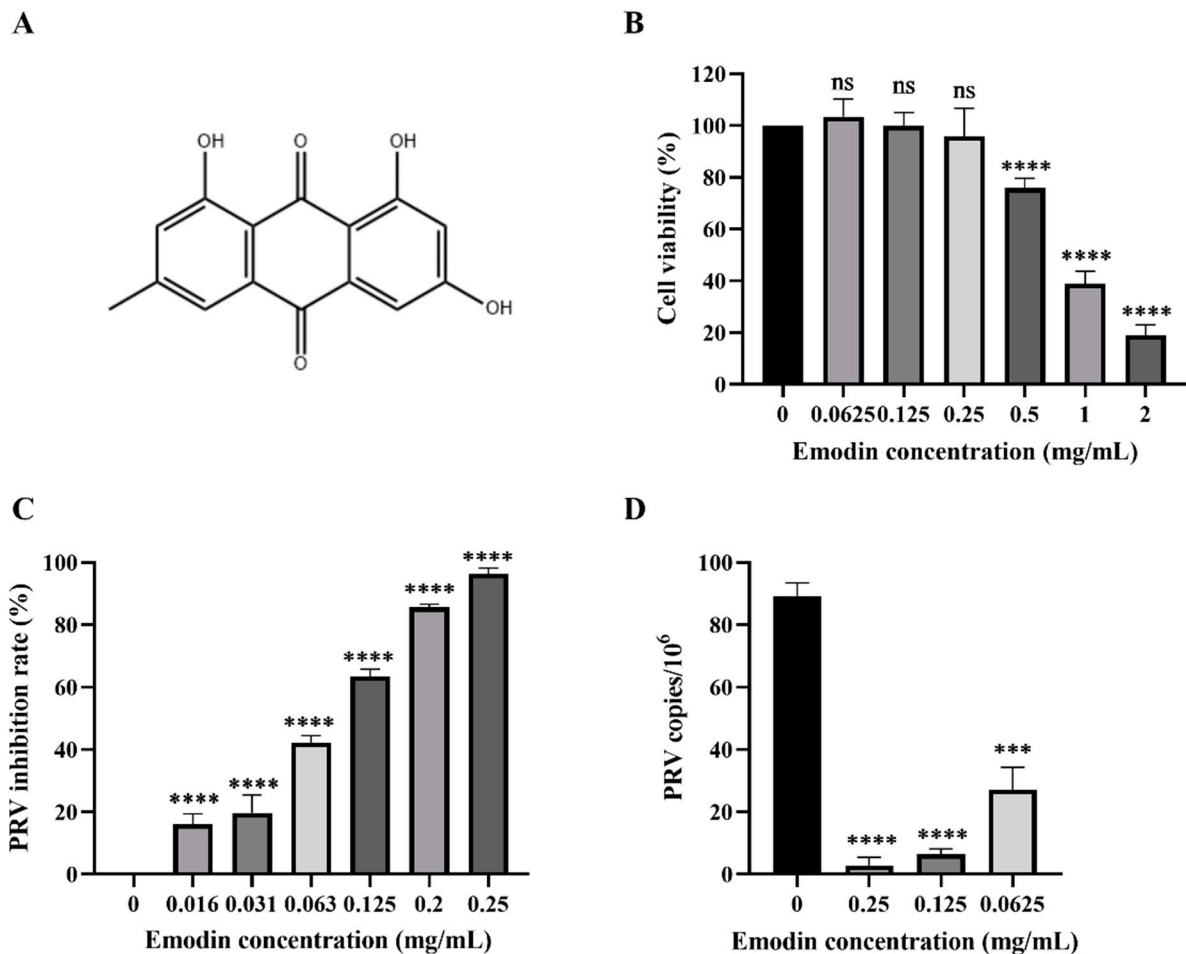 A
OH
O
OH
OH
O
B
Cell viability (%)
120
100
80
60
40
20
0
ns
ns
ns
****
****
****
0
0.0625
0.125
0.25
0.5
1
2
Emodin concentration (mg/mL)
C
PRV inhibition rate (%)
100
80
60
40
20
0
****
****
****
****
****
****
0
0.016
0.031
0.063
0.125
0.2
0.25
Emodin concentration (mg/mL)
D
PRV copies/10⁶
100
80
60
40
20
0
****
****
***
0
0.25
0.125
0.0625
Emodin concentration (mg/mL)